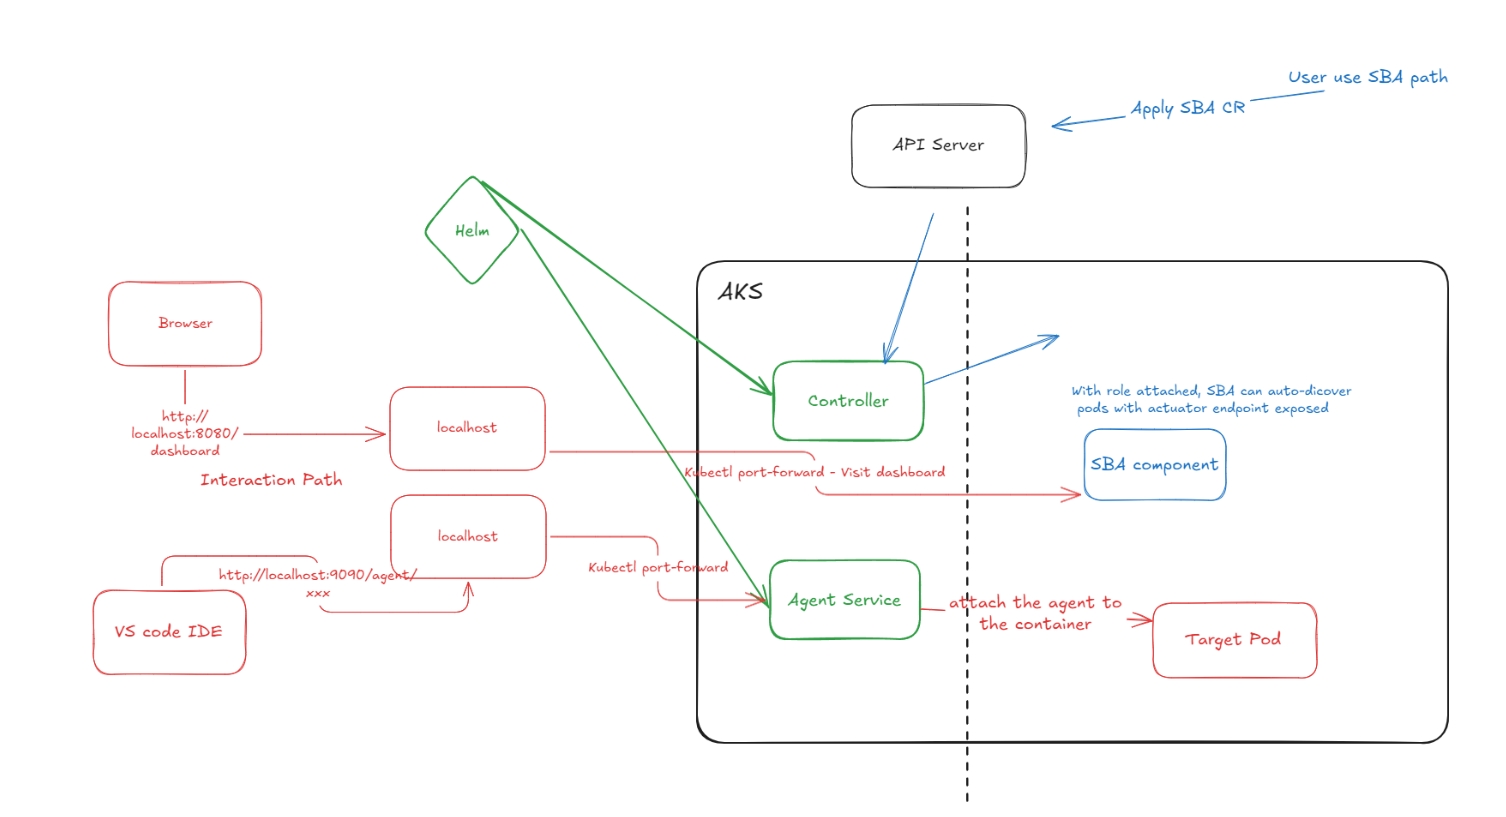 User use SBA path
Apply SBA CR
API Server
Helm
AKS
Browser
http://
localhost:8080/
dashboard
localhost
Controller
With role attached, SBA can auto-dicover
pods with actuator endpoint exposed
SBA component
Kubectl port-forward - Visit dashboard
Interaction Path
localhost
http://localhost:9090/agent/
xxx
Kubectl port-forward
VS code IDE
Agent Service
attach the agent to
the container
Target Pod